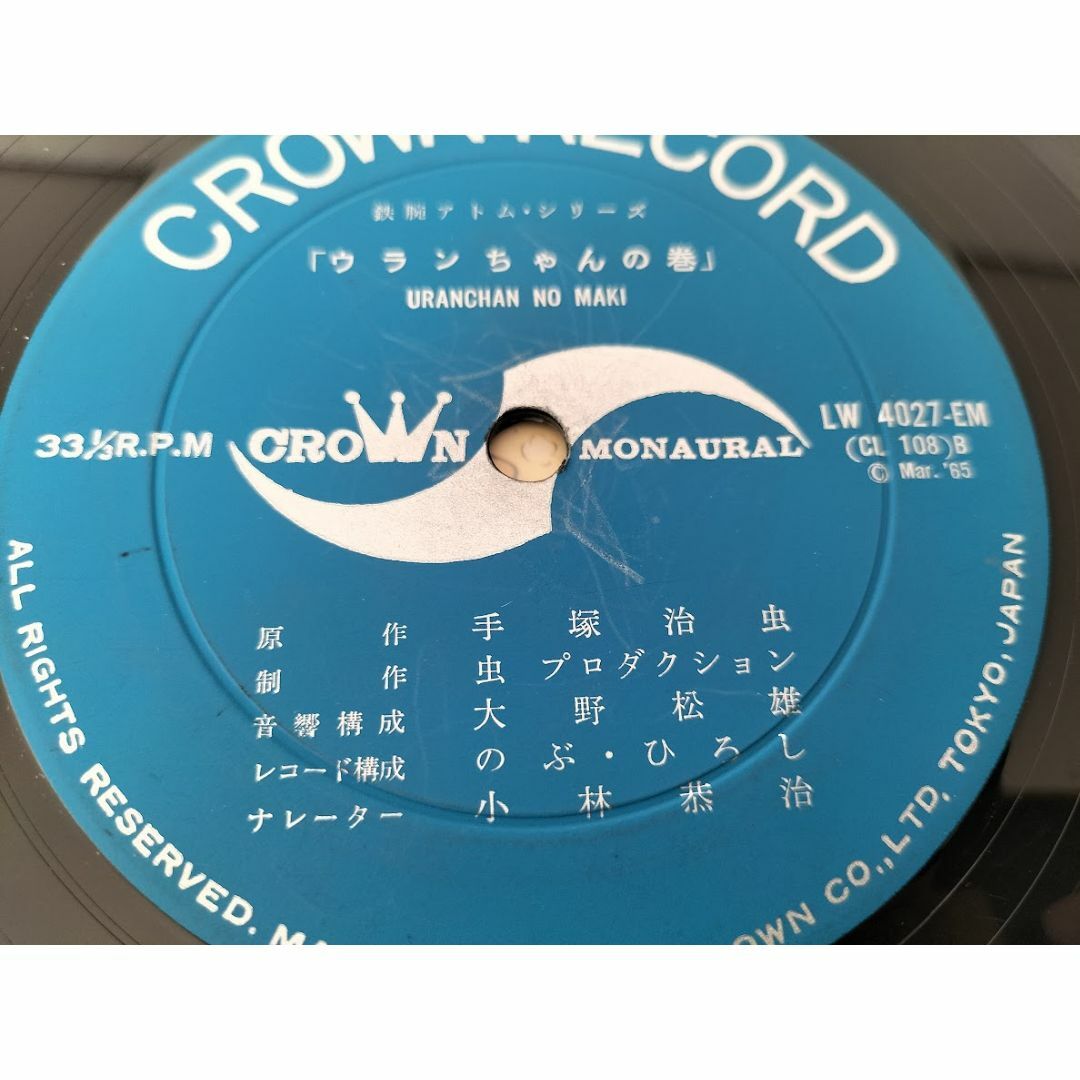 CROWN RECORD
鉄腕アトム・シリーズ
「ウランちゃんの巻」
URANCHAN NO MAKI
33⅓R.P.M
CROWN MONAURAL
LW 4027-EM
(CL 108)B
© Mar. '65
原作 手塚治虫
制作 虫プロダクション
音響構成 大野松雄
レコード構成 のぶ・ひろし
ナレーター 小林恭治
ALL RIGHTS RESERVED.
CO.,LTD. TOKYO, JAPAN